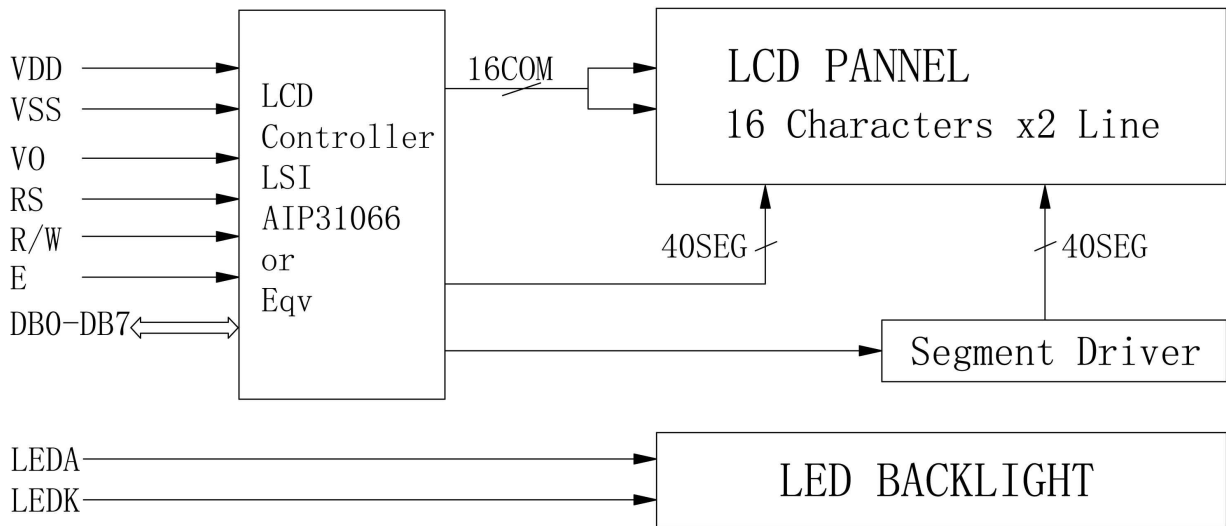 VDD
VSS
VO
RS
R/W
E
DB0-DB7
LCD
Controller
LSI
AIP31066
or
Eqv
16COM
LCD PANNEL
16 Characters x2 Line
40SEG
40SEG
Segment Driver
LEDA
LEDK
LED BACKLIGHT